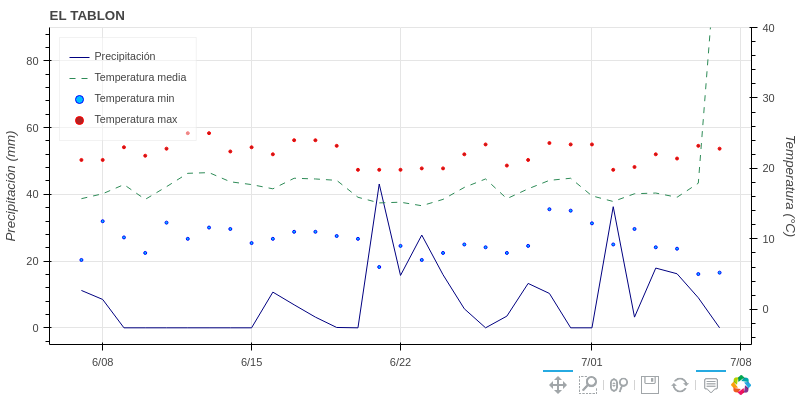 EL TABLON
Precipitación
Temperatura media
Temperatura min
Temperatura max
Precipitación (mm)
80
60
40
20
0
Temperatura (°C)
40
30
20
10
0
6/08
6/15
6/22
7/01
7/08